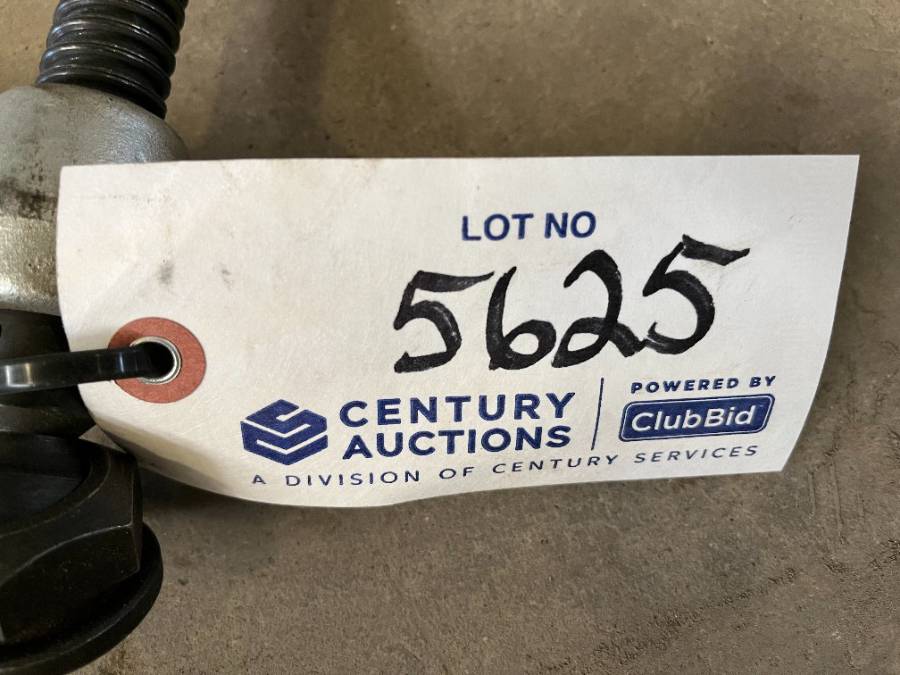 LOT NO
5625
CENTURY
AUCTIONS
POWERED BY
ClubBid
A DIVISION OF CENTURY SERVICES